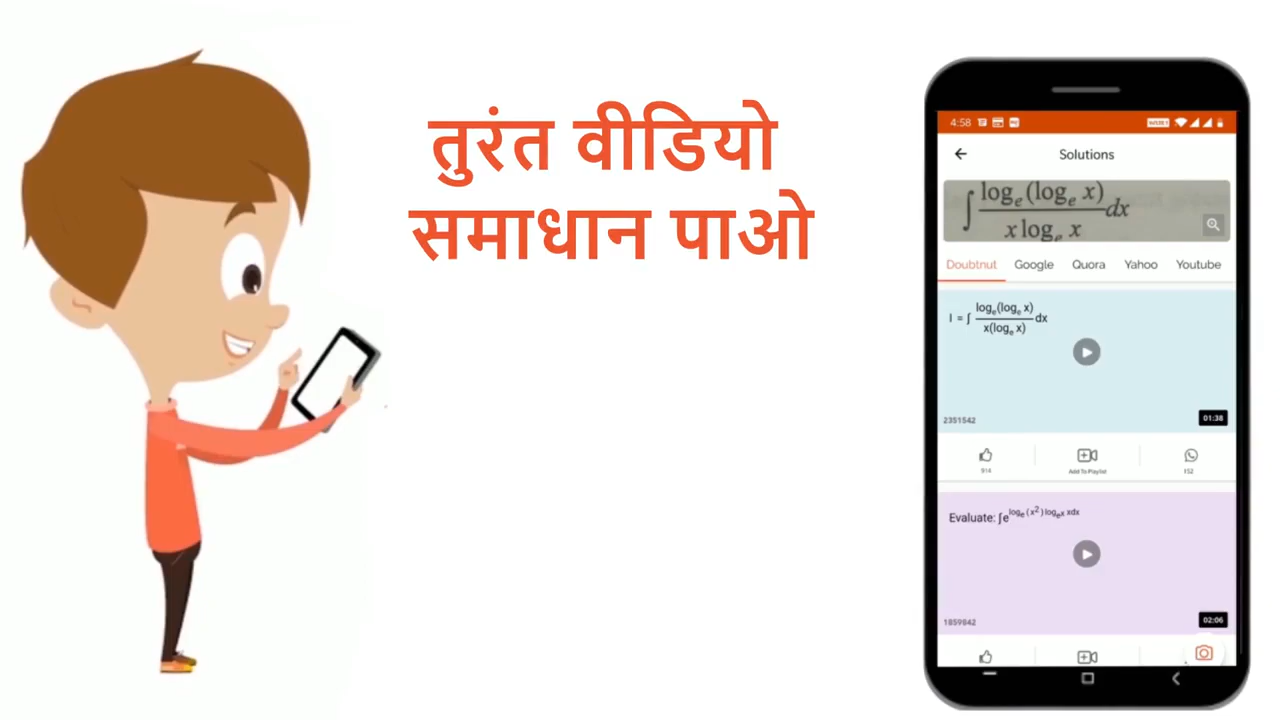 तुरंत वीडियो
समाधान पाओ
4:58
Solutions
∫ logₑ(logₑ x) / x logₑ x dx
Doubtnut Google Quora Yahoo Youtube
I = ∫ logₑ(logₑ x) / x(logₑ x) dx
2351542 01:38
914 Add To Playlist 152
Evaluate: ∫e^logₑ(x²) logₑx xdx
1859842 02:06